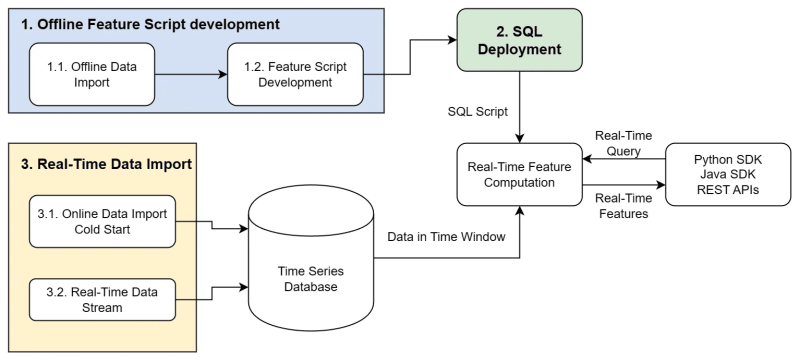 1. Offline Feature Script development
1.1. Offline Data
Import
1.2. Feature Script
Development
2. SQL
Deployment
SQL Script
Real-Time Feature
Computation
Real-Time
Query
Real-Time
Features
Python SDK
Java SDK
REST APIs
3. Real-Time Data Import
3.1. Online Data Import
Cold Start
3.2. Real-Time Data
Stream
Time Series
Database
Data in Time Window